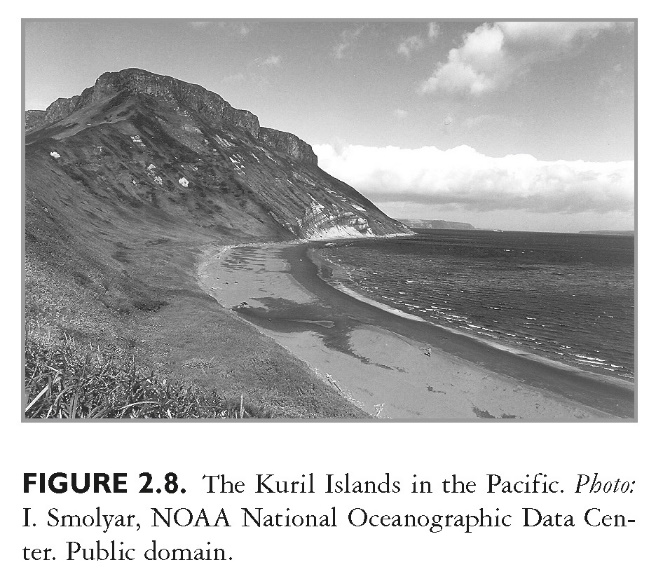 FIGURE 2.8. The Kuril Islands in the Pacific. Photo:
I. Smolyar, NOAA National Oceanographic Data Cen-
ter. Public domain.